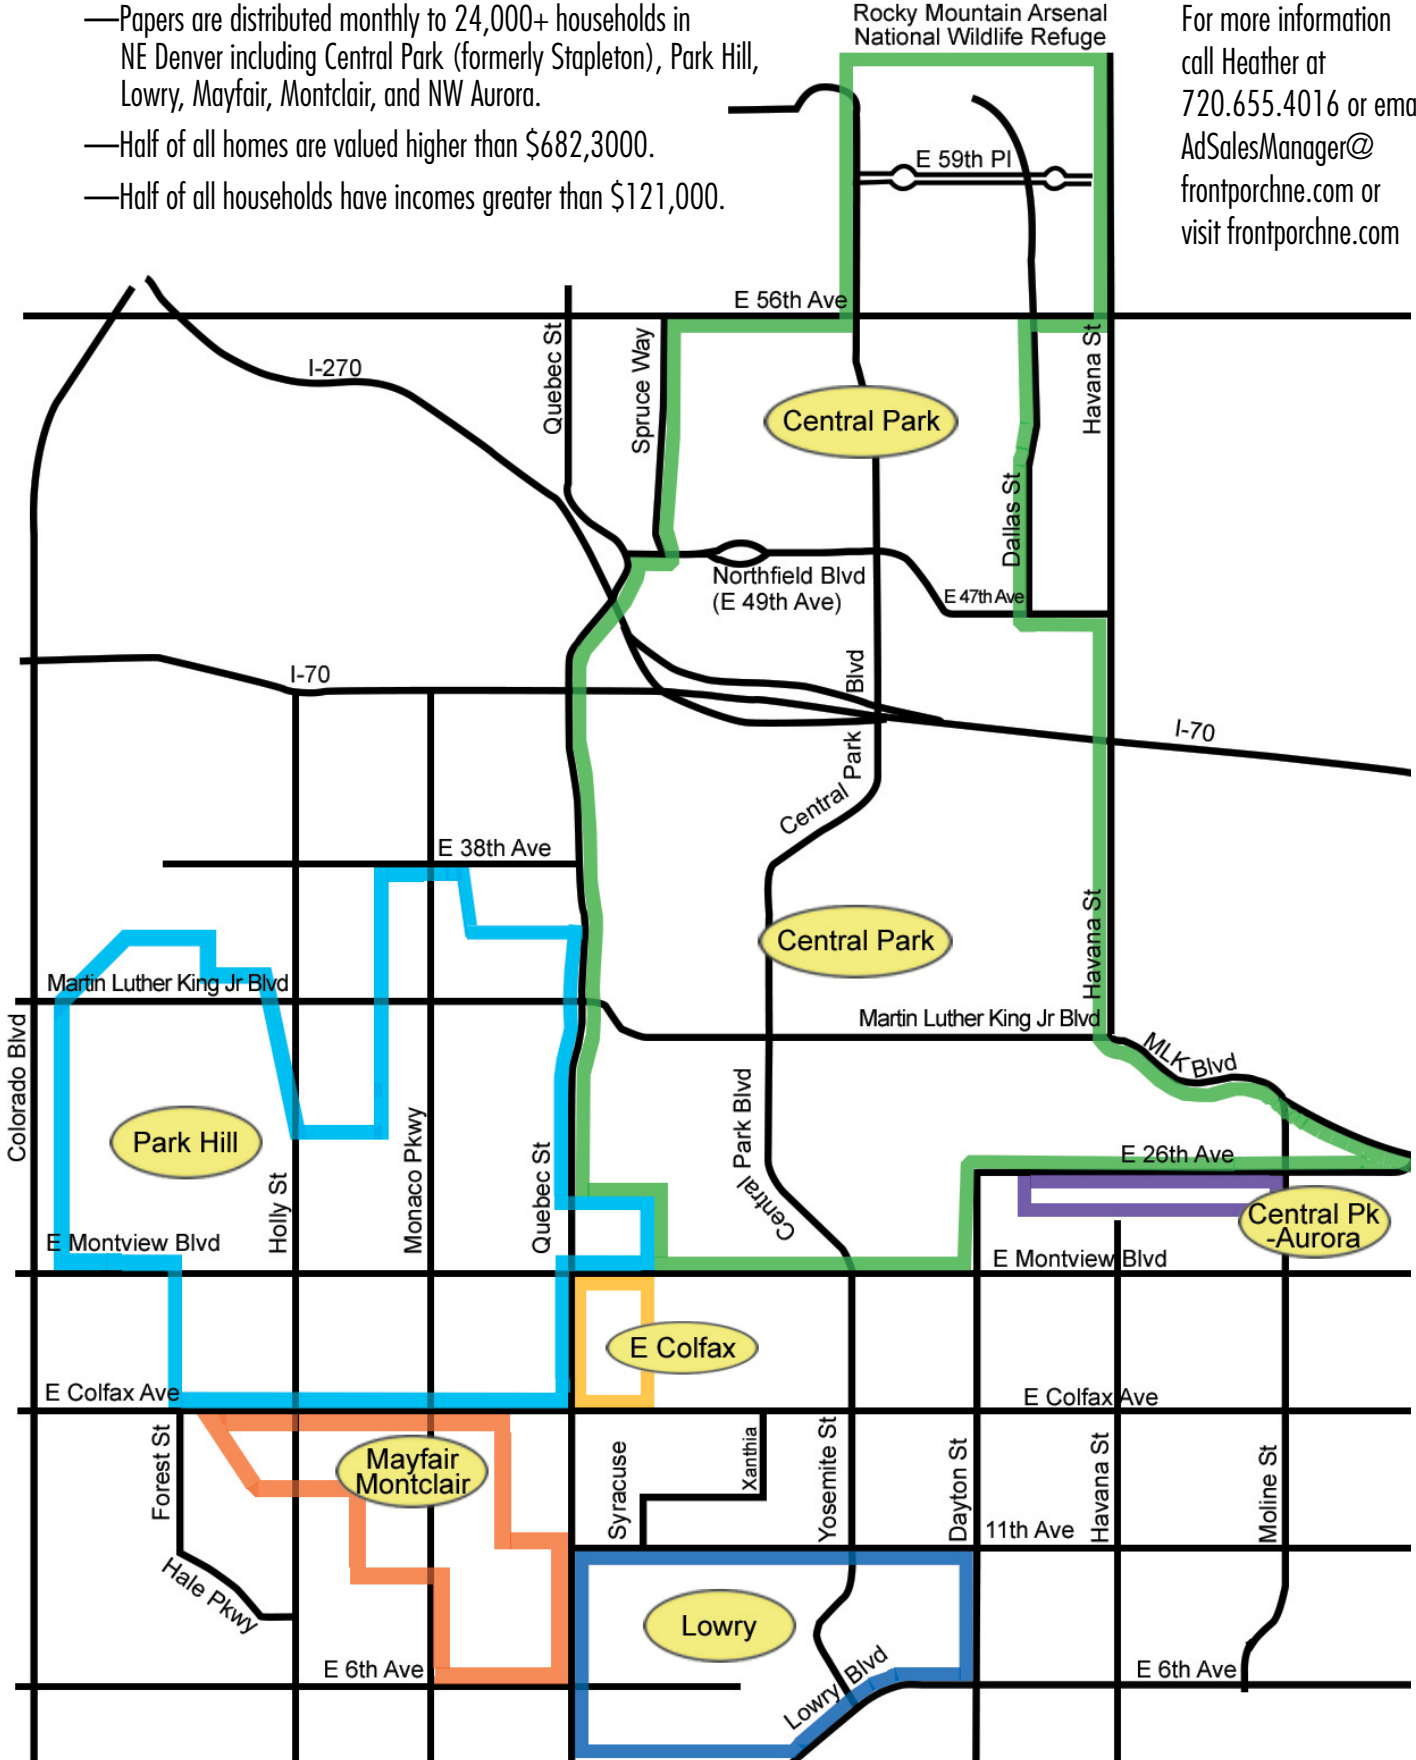 —Papers are distributed monthly to 24,000+ households in
NE Denver including Central Park (formerly Stapleton), Park Hill,
Lowry, Mayfair, Montclair, and NW Aurora.
—Half of all homes are valued higher than $682,3000.
—Half of all households have incomes greater than $121,000.
Rocky Mountain Arsenal
National Wildlife Refuge
For more information
call Heather at
720.655.4016 or ema
AdSalesManager@
frontporchne.com or
visit frontporchne.com
E 59th Pl
E 56th Ave
I-270
Quebec St
Spruce Way
Havana St
Central Park
Dallas St
Northfield Blvd
(E 49th Ave)
E 47th Ave
I-70
Central Park Blvd
I-70
E 38th Ave
Central Park
Havana St
Martin Luther King Jr Blvd
Martin Luther King Jr Blvd
MLK Blvd
Colorado Blvd
Park Hill
Holly St
Monaco Pkwy
Quebec St
Central Park Blvd
E 26th Ave
Central Pk
-Aurora
E Montview Blvd
E Montview Blvd
E Colfax
E Colfax Ave
E Colfax Ave
Forest St
Mayfair
Montclair
Syracuse
Xanthia
Yosemite St
Dayton St
11th Ave
Havana St
Moline St
Hale Pkwy
Lowry
E 6th Ave
Lowry Blvd
E 6th Ave